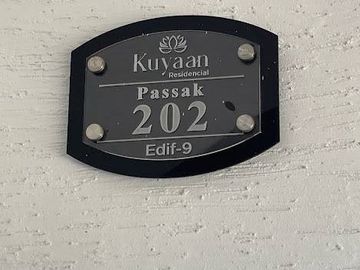 Kuyaan
Residencial
Passak
202
Edif-9